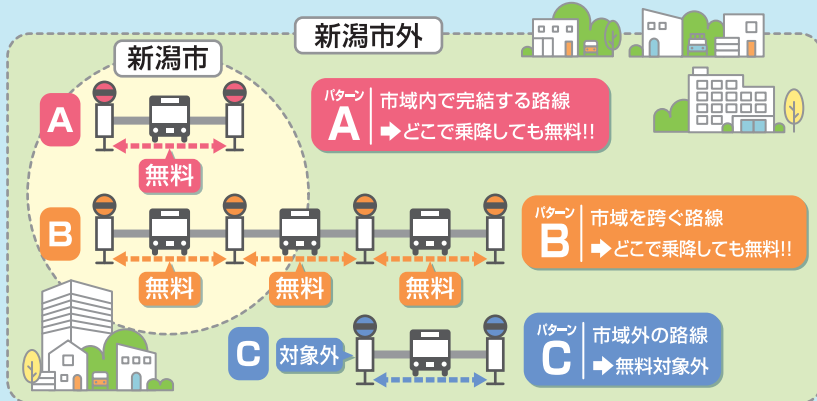 新潟市外
新潟市
A
パターン
A
市域内で完結する路線
➡どこで乗降しても無料!!
無料
B
パターン
B
市域を跨ぐ路線
➡どこで乗降しても無料!!
無料
無料
無料
C
対象外
パターン
C
市域外の路線
➡無料対象外